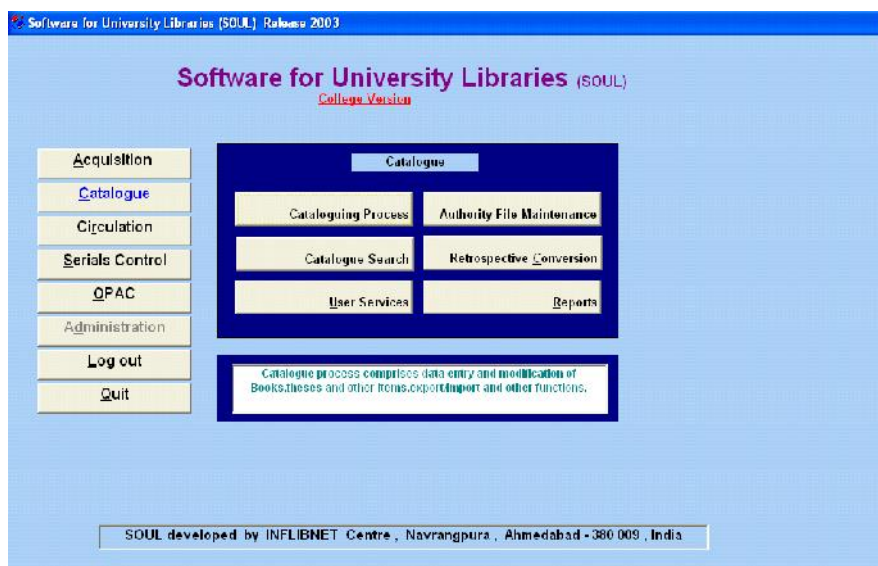 Software for University Libraries (SOUL) Release 2003
Software for University Libraries (SOUL)
College Version
Acquisition
Catalogue
Circulation
Serials Control
OPAC
Administration
Log out
Quit
Catalogue
Cataloguing Process
Authority File Maintenance
Catalogue Search
Retrospective Conversion
User Services
Reports
Catalogue process comprises data entry and modification of
Books,theses and other items,export/import and other functions.
SOUL developed by INFLIBNET Centre , Navrangpura , Ahmedabad - 380 009 , India